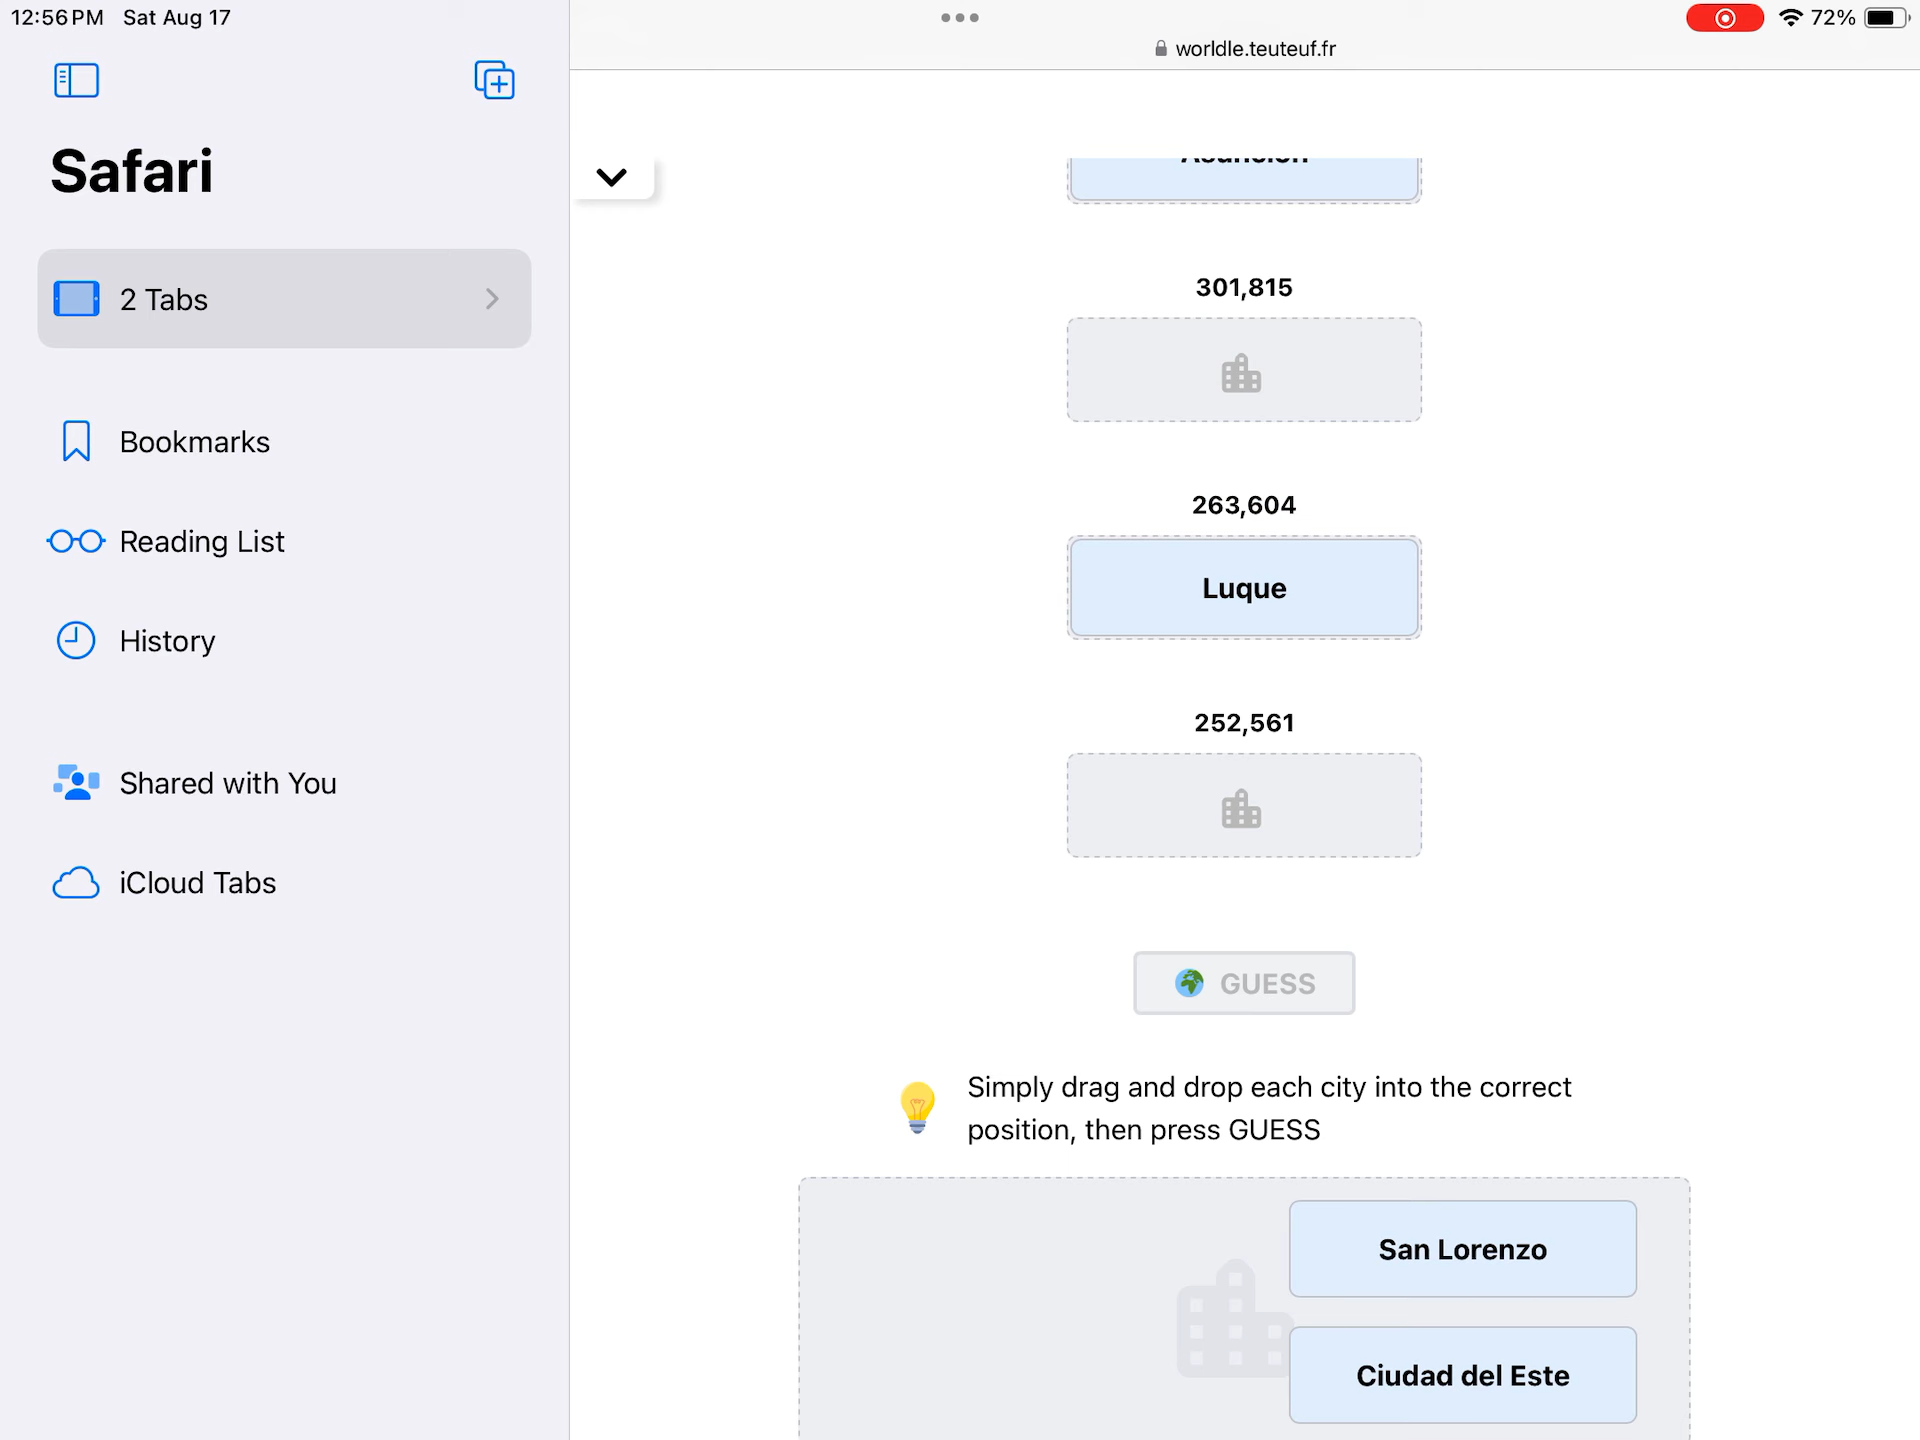 12:56 PM Sat Aug 17
72%
worldle.teuteuf.fr
Safari
2 Tabs
Bookmarks
Reading List
History
Shared with You
iCloud Tabs
Asunción
301,815
263,604
Luque
252,561
GUESS
Simply drag and drop each city into the correct
position, then press GUESS
San Lorenzo
Ciudad del Este